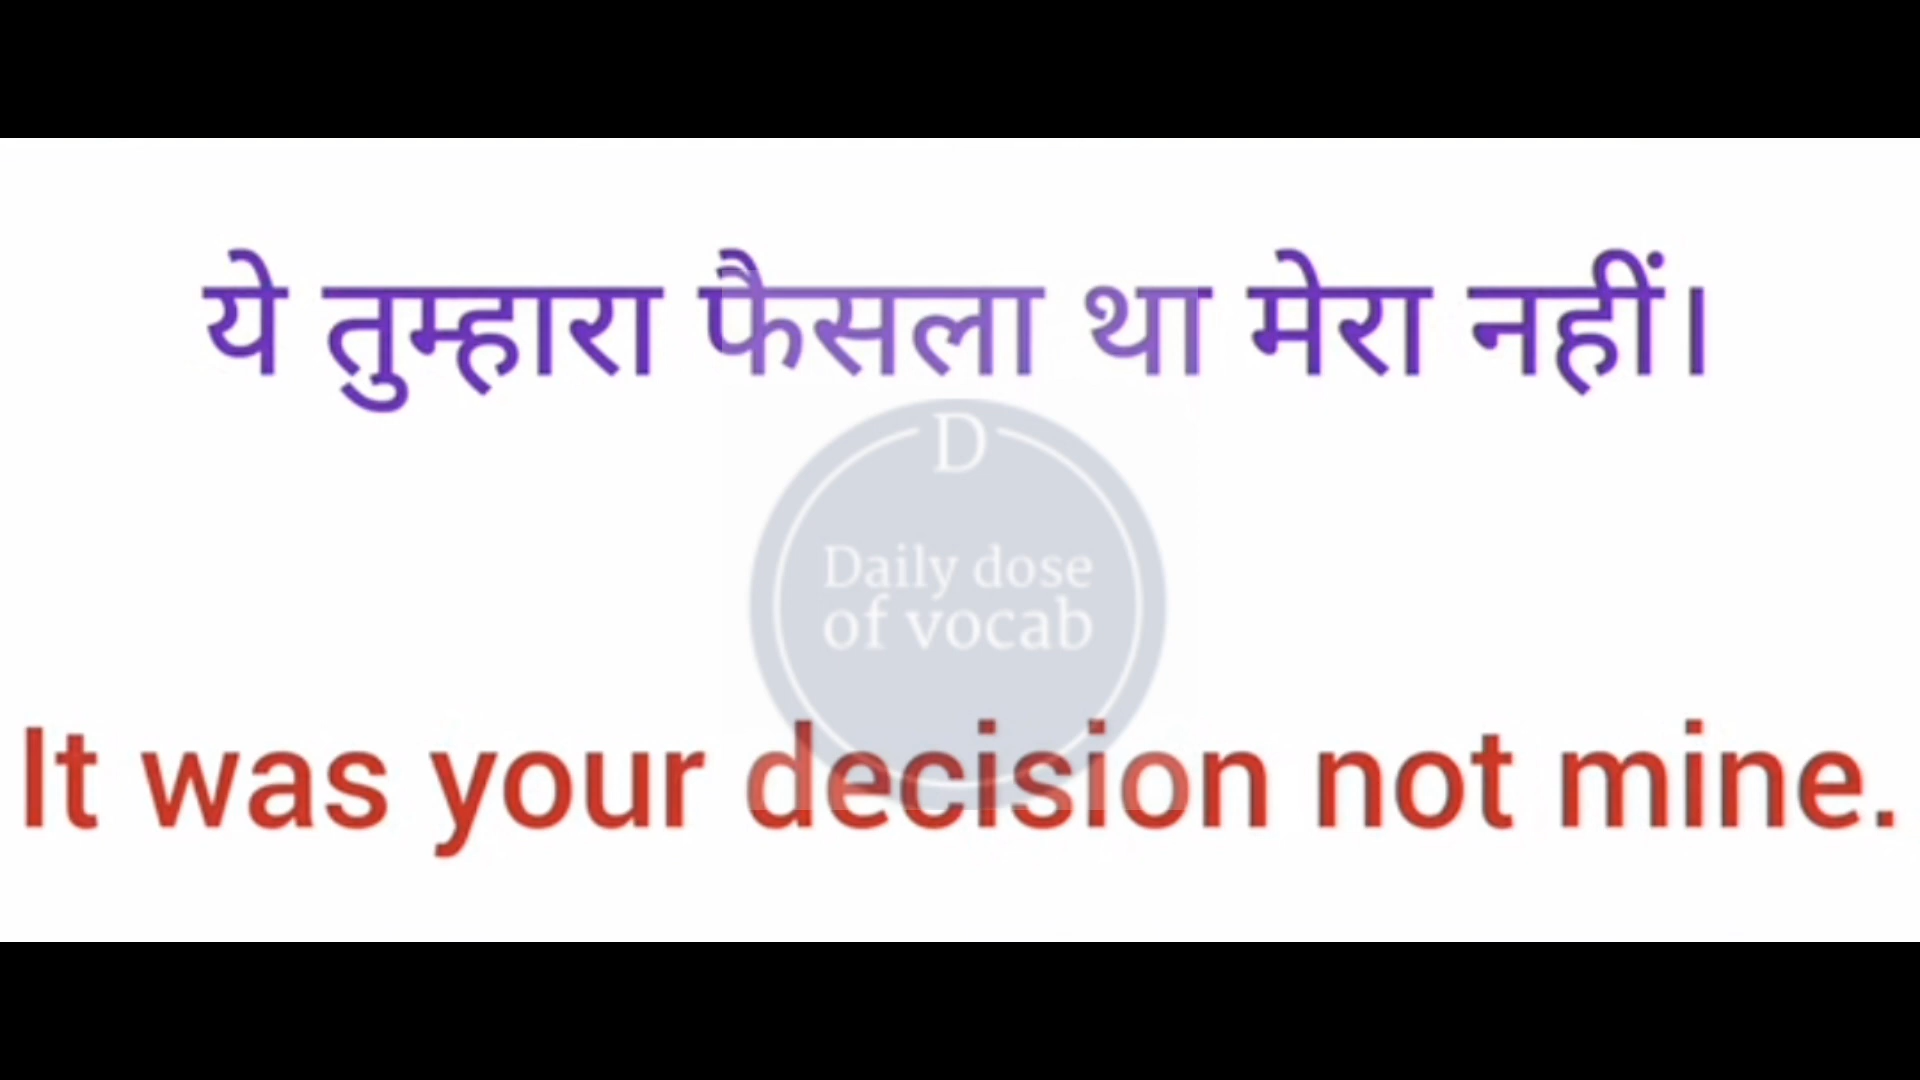 ये तुम्हारा फैसला था मेरा नहीं।
D
Daily dose
of vocab
It was your decision not mine.